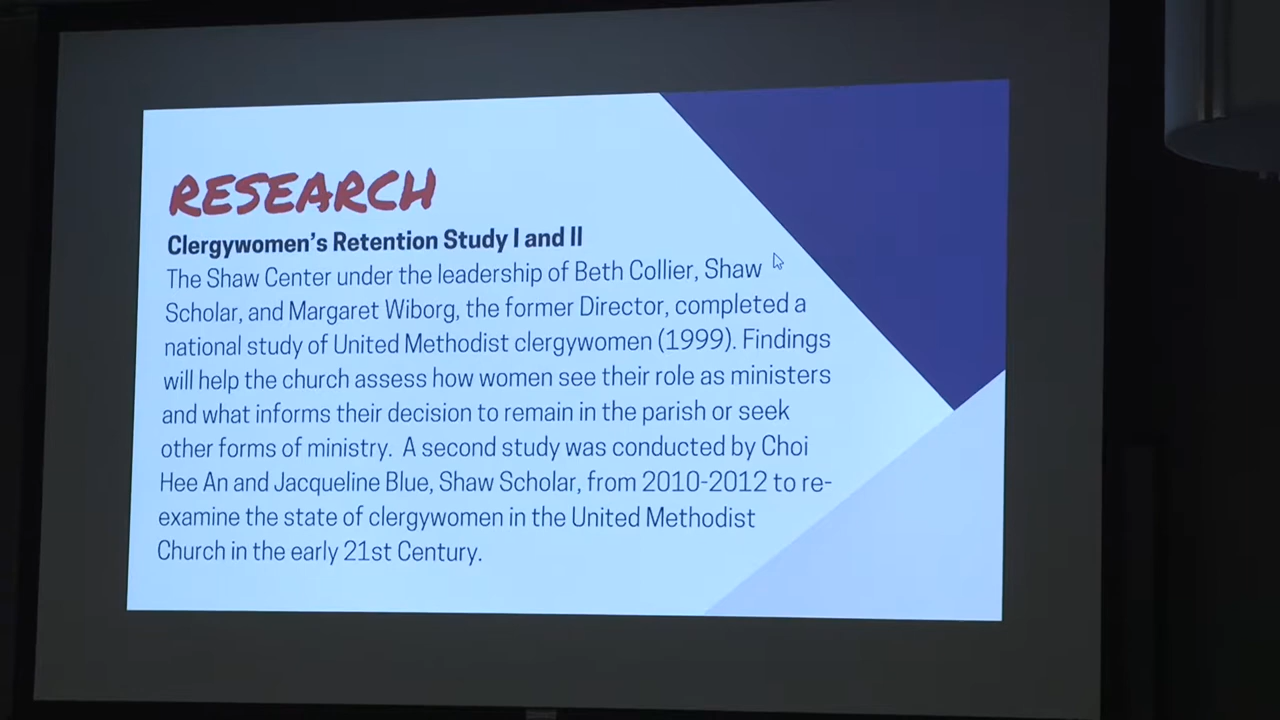 RESEARCH
Clergywomen's Retention Study I and II
The Shaw Center under the leadership of Beth Collier, Shaw
Scholar, and Margaret Wiborg, the former Director, completed a
national study of United Methodist clergywomen (1999). Findings
will help the church assess how women see their role as ministers
and what informs their decision to remain in the parish or seek
other forms of ministry.  A second study was conducted by Choi
Hee An and Jacqueline Blue, Shaw Scholar, from 2010-2012 to re-
examine the state of clergywomen in the United Methodist
Church in the early 21st Century.